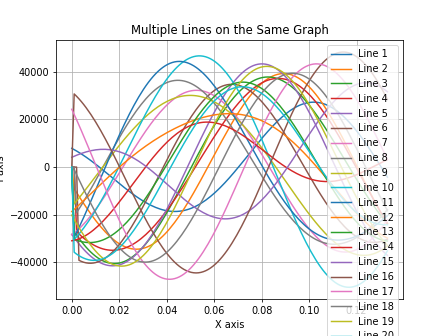 Multiple Lines on the Same Graph
40000
20000
0
−20000
−40000
0.00
0.02
0.04
0.06
0.08
0.10
X axis
Line 1
Line 2
Line 3
Line 4
Line 5
Line 6
Line 7
Line 8
Line 9
Line 10
Line 11
Line 12
Line 13
Line 14
Line 15
Line 16
Line 17
Line 18
Line 19
Line 20